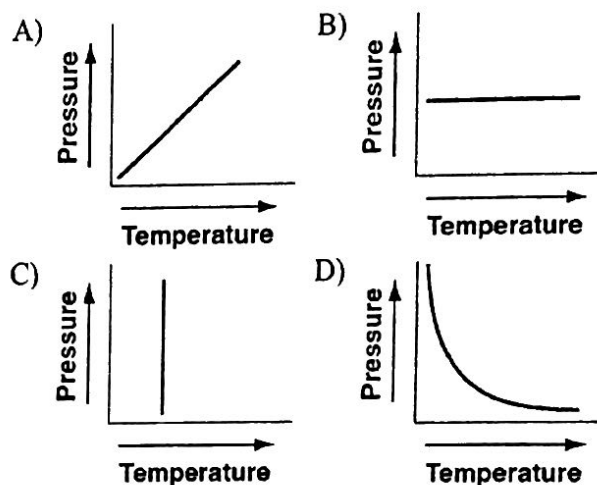 A)
Pressure
Temperature
B)
Pressure
Temperature
C)
Pressure
Temperature
D)
Pressure
Temperature